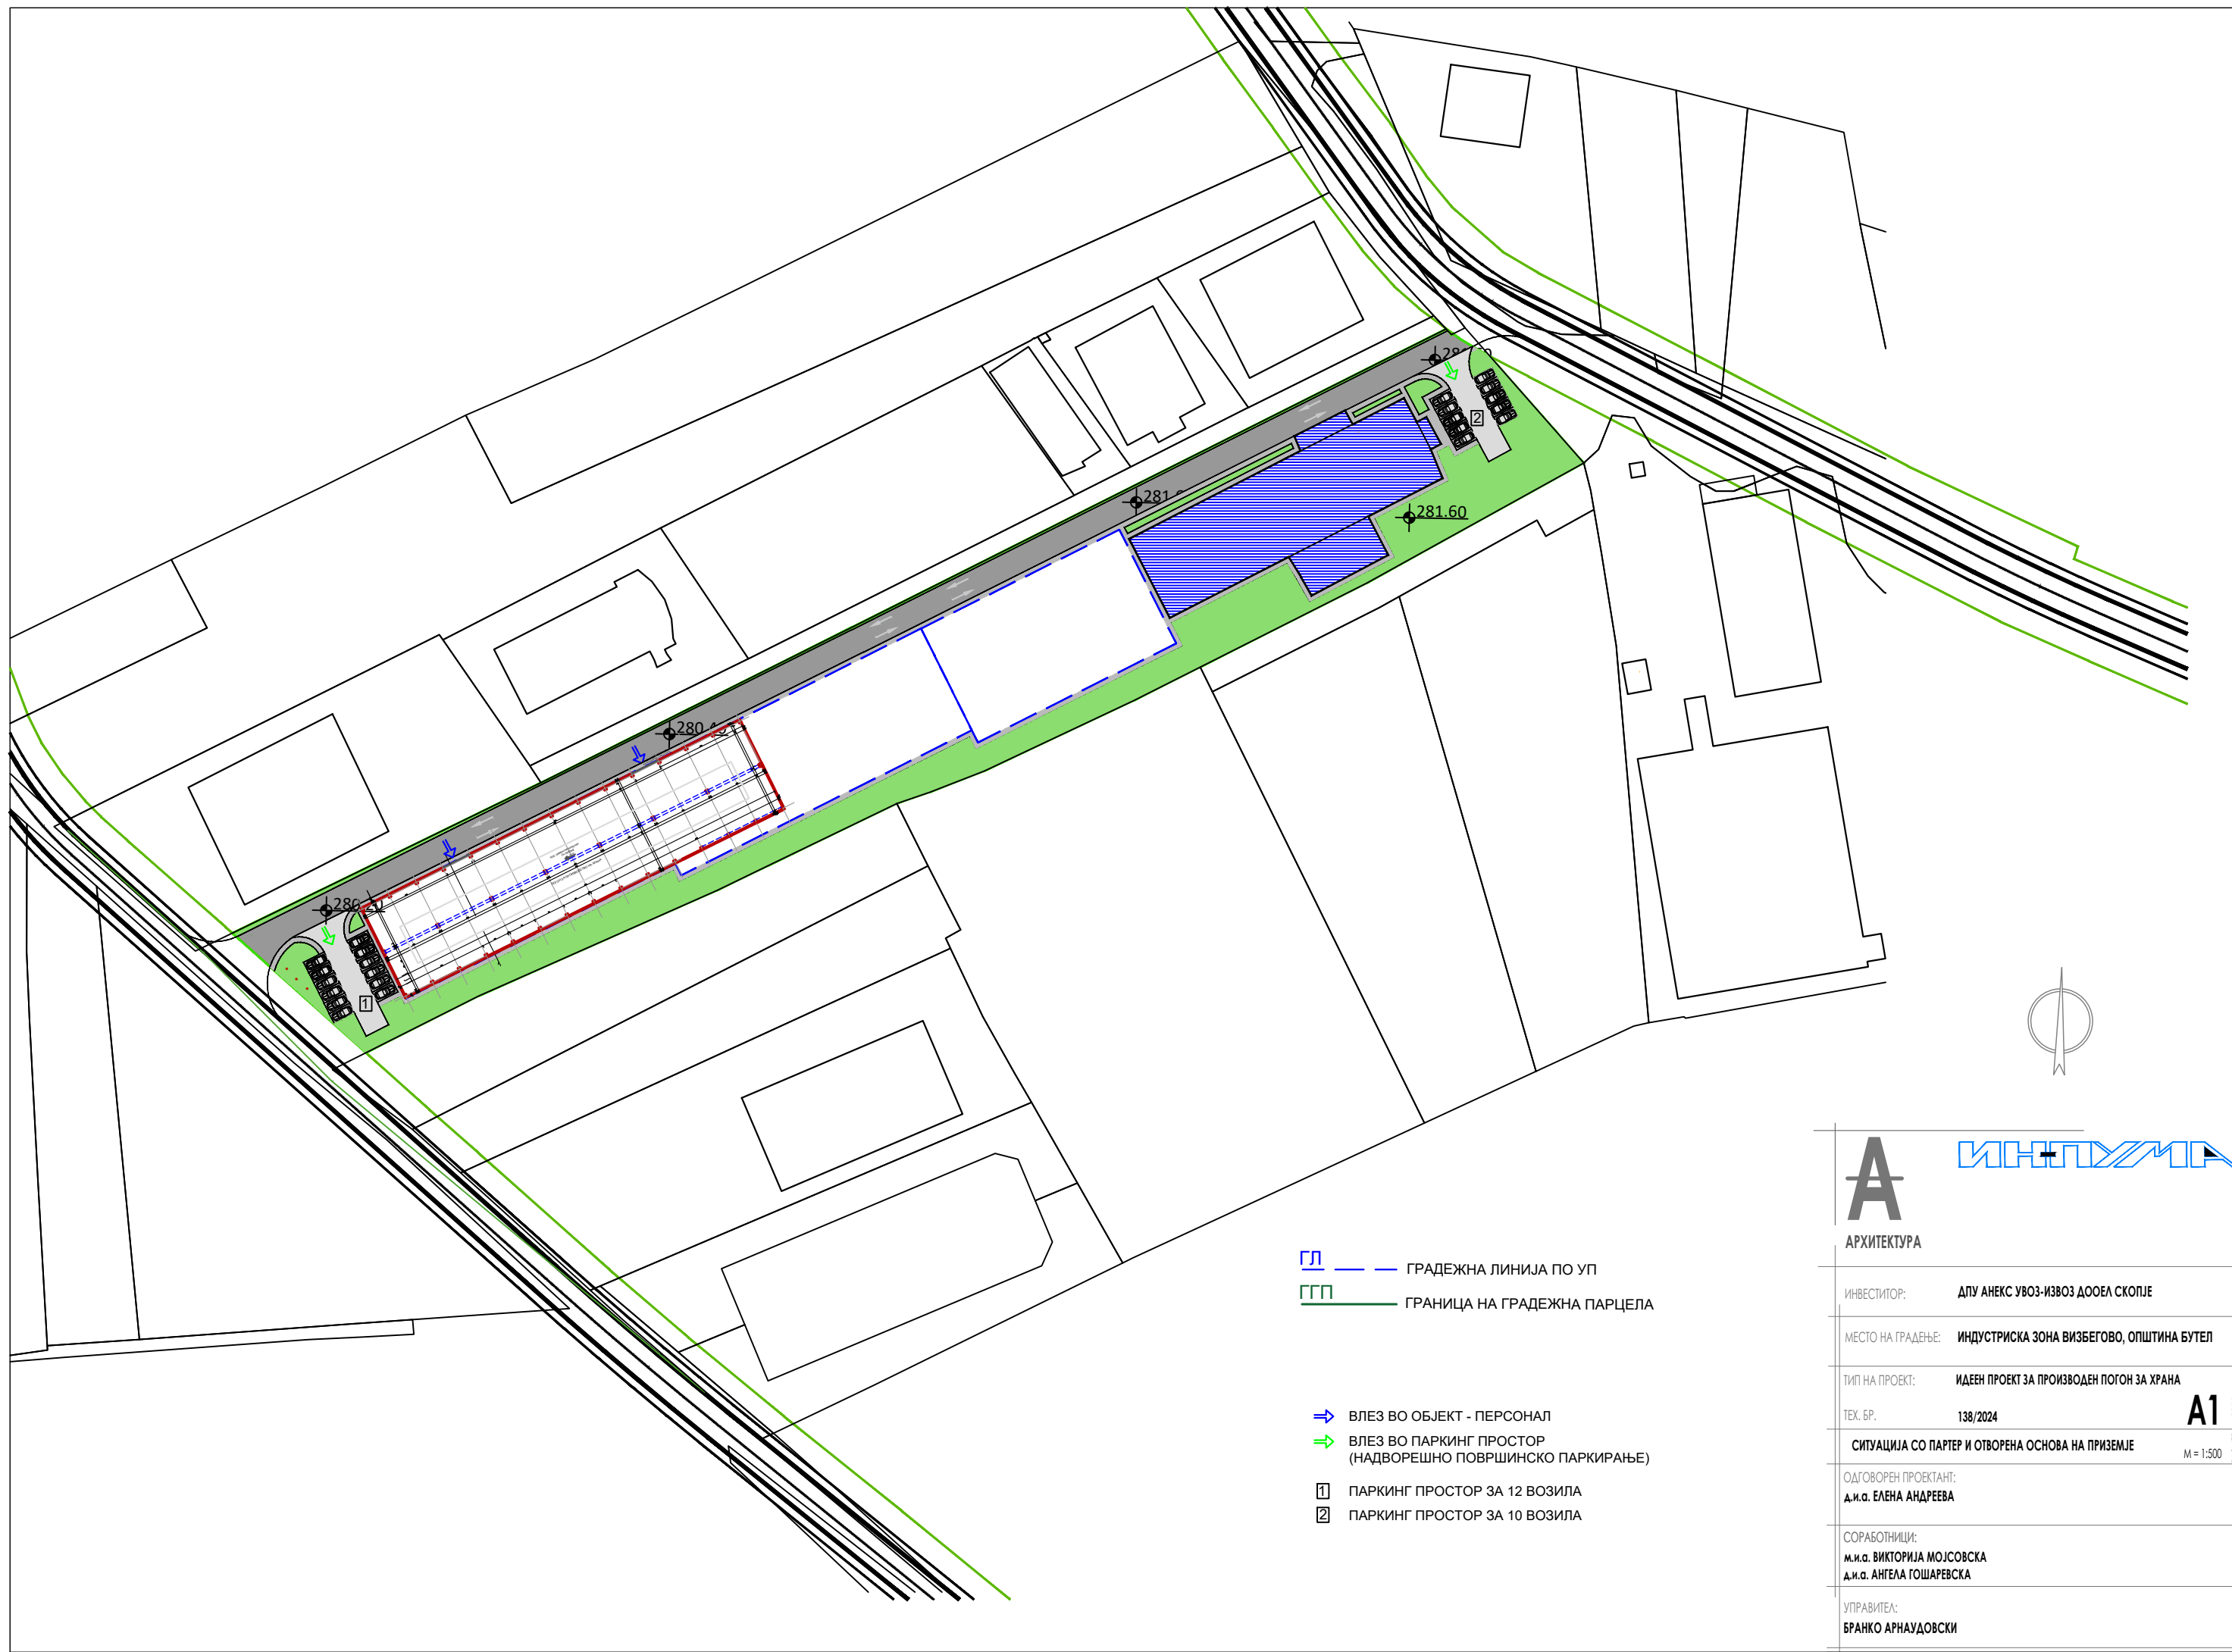 281.60
280.20
1
2
ГЛ
ГРАДЕЖНА ЛИНИЈА ПО УП
ГГП
ГРАНИЦА НА ГРАДЕЖНА ПАРЦЕЛА
ВЛЕЗ ВО ОБЈЕКТ - ПЕРСОНАЛ
ВЛЕЗ ВО ПАРКИНГ ПРОСТОР
(НАДВОРЕШНО ПОВРШИНСКО ПАРКИРАЊЕ)
1 ПАРКИНГ ПРОСТОР ЗА 12 ВОЗИЛА
2 ПАРКИНГ ПРОСТОР ЗА 10 ВОЗИЛА
А
ИН-ПУМА
АРХИТЕКТУРА
ИНВЕСТИТОР: ДПУ АНЕКС УВОЗ-ИЗВОЗ ДООЕЛ СКОПЈЕ
МЕСТО НА ГРАДЕЊЕ: ИНДУСТРИСКА ЗОНА ВИЗБЕГОВО, ОПШТИНА БУТЕЛ
ТИП НА ПРОЕКТ: ИДЕЕН ПРОЕКТ ЗА ПРОИЗВОДЕН ПОГОН ЗА ХРАНА
ТЕХ. БР. 138/2024 А1
СИТУАЦИЈА СО ПАРТЕР И ОТВОРЕНА ОСНОВА НА ПРИЗЕМЈЕ М = 1:500
ОДГОВОРЕН ПРОЕКТАНТ:
д.и.а. ЕЛЕНА АНДРЕЕВА
СОРАБОТНИЦИ:
м.и.а. ВИКТОРИЈА МОЈСОВСКА
д.и.а. АНГЕЛА ГОШАРЕВСКА
УПРАВИТЕЛ:
БРАНКО АРНАУДОВСКИ